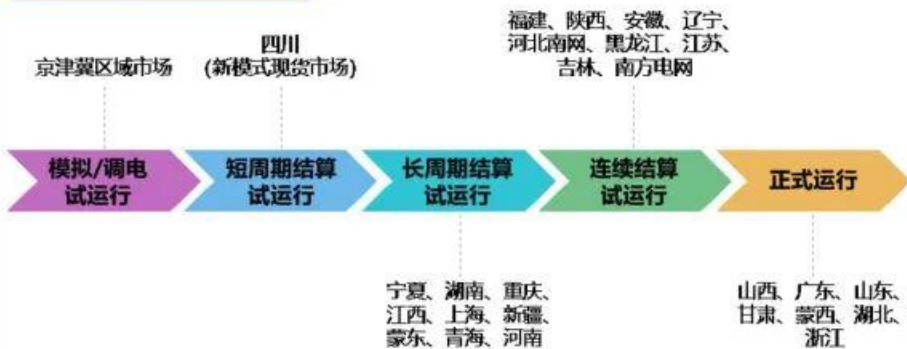 京津冀区域市场
四川
(新模式现货市场)
福建、陕西、安徽、辽宁、
河北南网、黑龙江、江苏、
吉林、南方电网
模拟/调电
试运行
短周期结算
试运行
长周期结算
试运行
连续结算
试运行
正式运行
宁夏、湖南、重庆、
江西、上海、新疆、
蒙东、青海、河南
山西、广东、山东、
甘肃、蒙西、湖北、
浙江